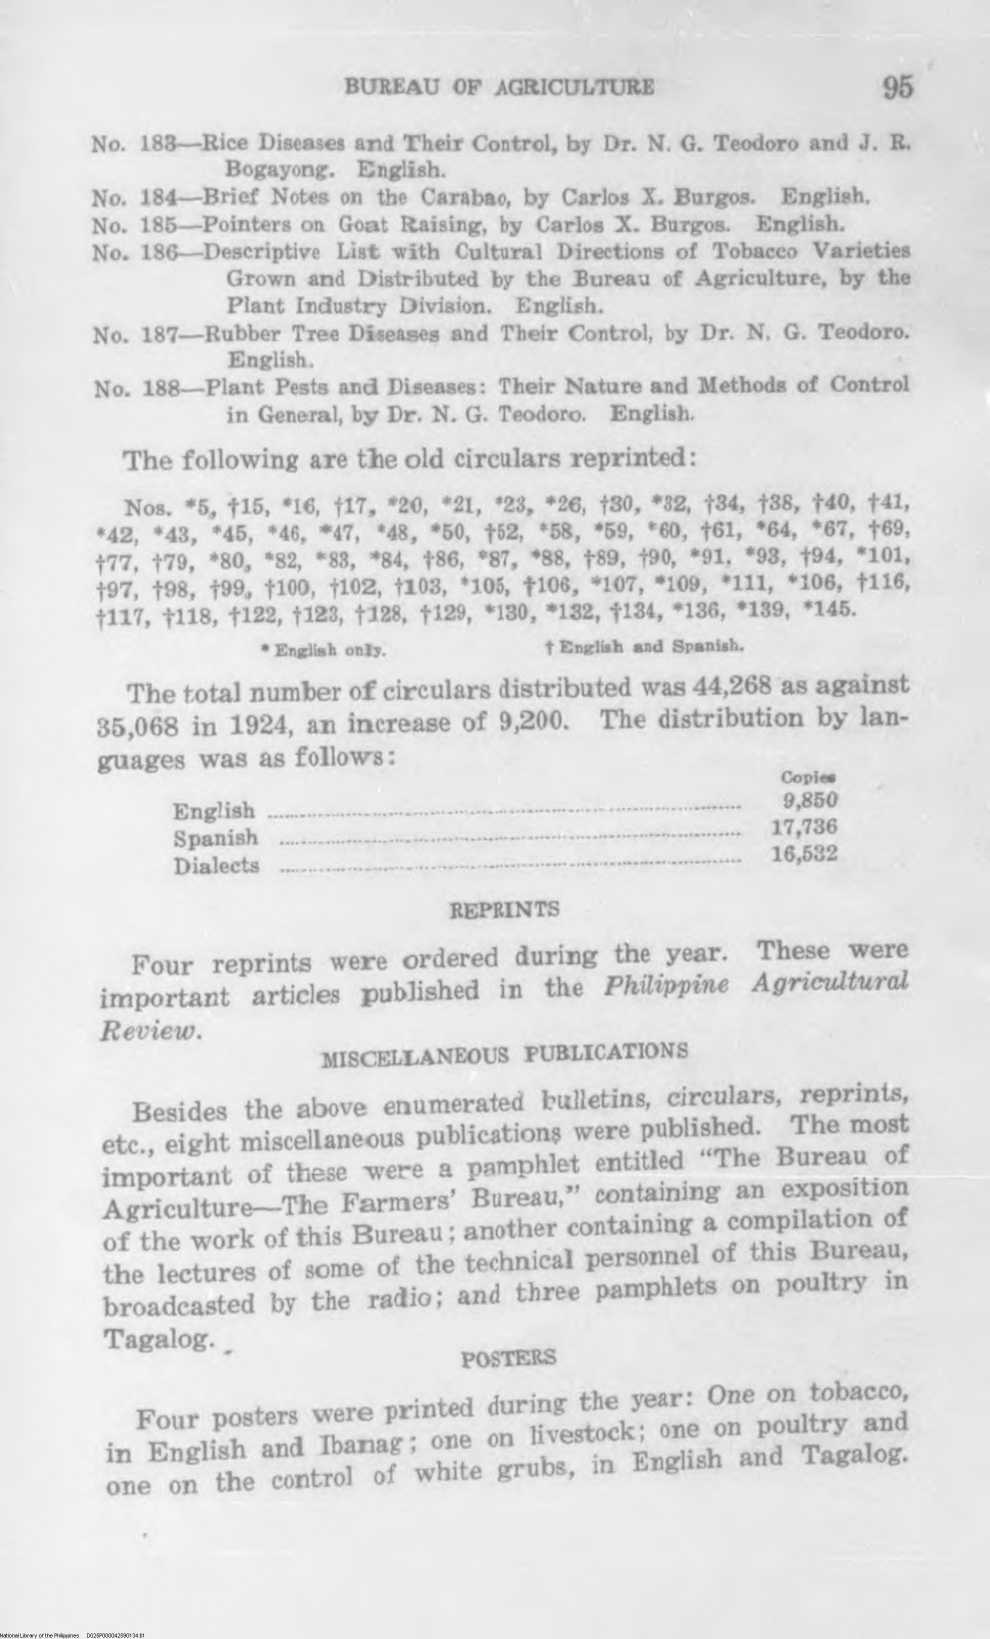 BUREAU OF AGRICULTURE 95
No. 183—Rice Diseases and Their Control, by Dr. N. G. Teodoro and J. R.
Bogayong. English.
No. 184—Brief Notes on the Carabao, by Carlos X. Burgos. English.
No. 185—Pointers on Goat Raising, by Carlos X. Burgos. English.
No. 186—Descriptive List with Cultural Directions of Tobacco Varieties
Grown and Distributed by the Bureau of Agriculture, by the
Plant Industry Division. English.
No. 187—Rubber Tree Diseases and Their Control, by Dr. N. G. Teodoro.
English.
No. 188—Plant Pests and Diseases: Their Nature and Methods of Control
in General, by Dr. N. G. Teodoro. English.
The following are the old circulars reprinted:
Nos. *5, †15, *16, †17, *20, *21, *23, *26, †30, *32, †34, †38, †40, †41,
*42, *43, *45, *46, *47, *48, *50, †52, *58, *59, *60, †61, *64, *67, †69,
†77, †79, *80, *82, *83, *84, †86, *87, *88, †89, †90, *91, *93, †94, *101,
†97, †98, †99, †100, †102, †103, *105, †106, *107, *109, *111, *106, †116,
†117, †118, †122, †123, †128, †129, *130, *132, †134, *136, *139, *145.
* English only. † English and Spanish.
The total number of circulars distributed was 44,268 as against
35,068 in 1924, an increase of 9,200. The distribution by lan-
guages was as follows:
Copies
English 9,850
Spanish 17,736
Dialects 16,532
REPRINTS
Four reprints were ordered during the year. These were
important articles published in the Philippine Agricultural
Review.
MISCELLANEOUS PUBLICATIONS
Besides the above enumerated bulletins, circulars, reprints,
etc., eight miscellaneous publications were published. The most
important of these were a pamphlet entitled "The Bureau of
Agriculture—The Farmers' Bureau," containing an exposition
of the work of this Bureau; another containing a compilation of
the lectures of some of the technical personnel of this Bureau,
broadcasted by the radio; and three pamphlets on poultry in
Tagalog.
POSTERS
Four posters were printed during the year: One on tobacco,
in English and Ibanag; one on livestock; one on poultry and
one on the control of white grubs, in English and Tagalog.
National Library of the Philippines